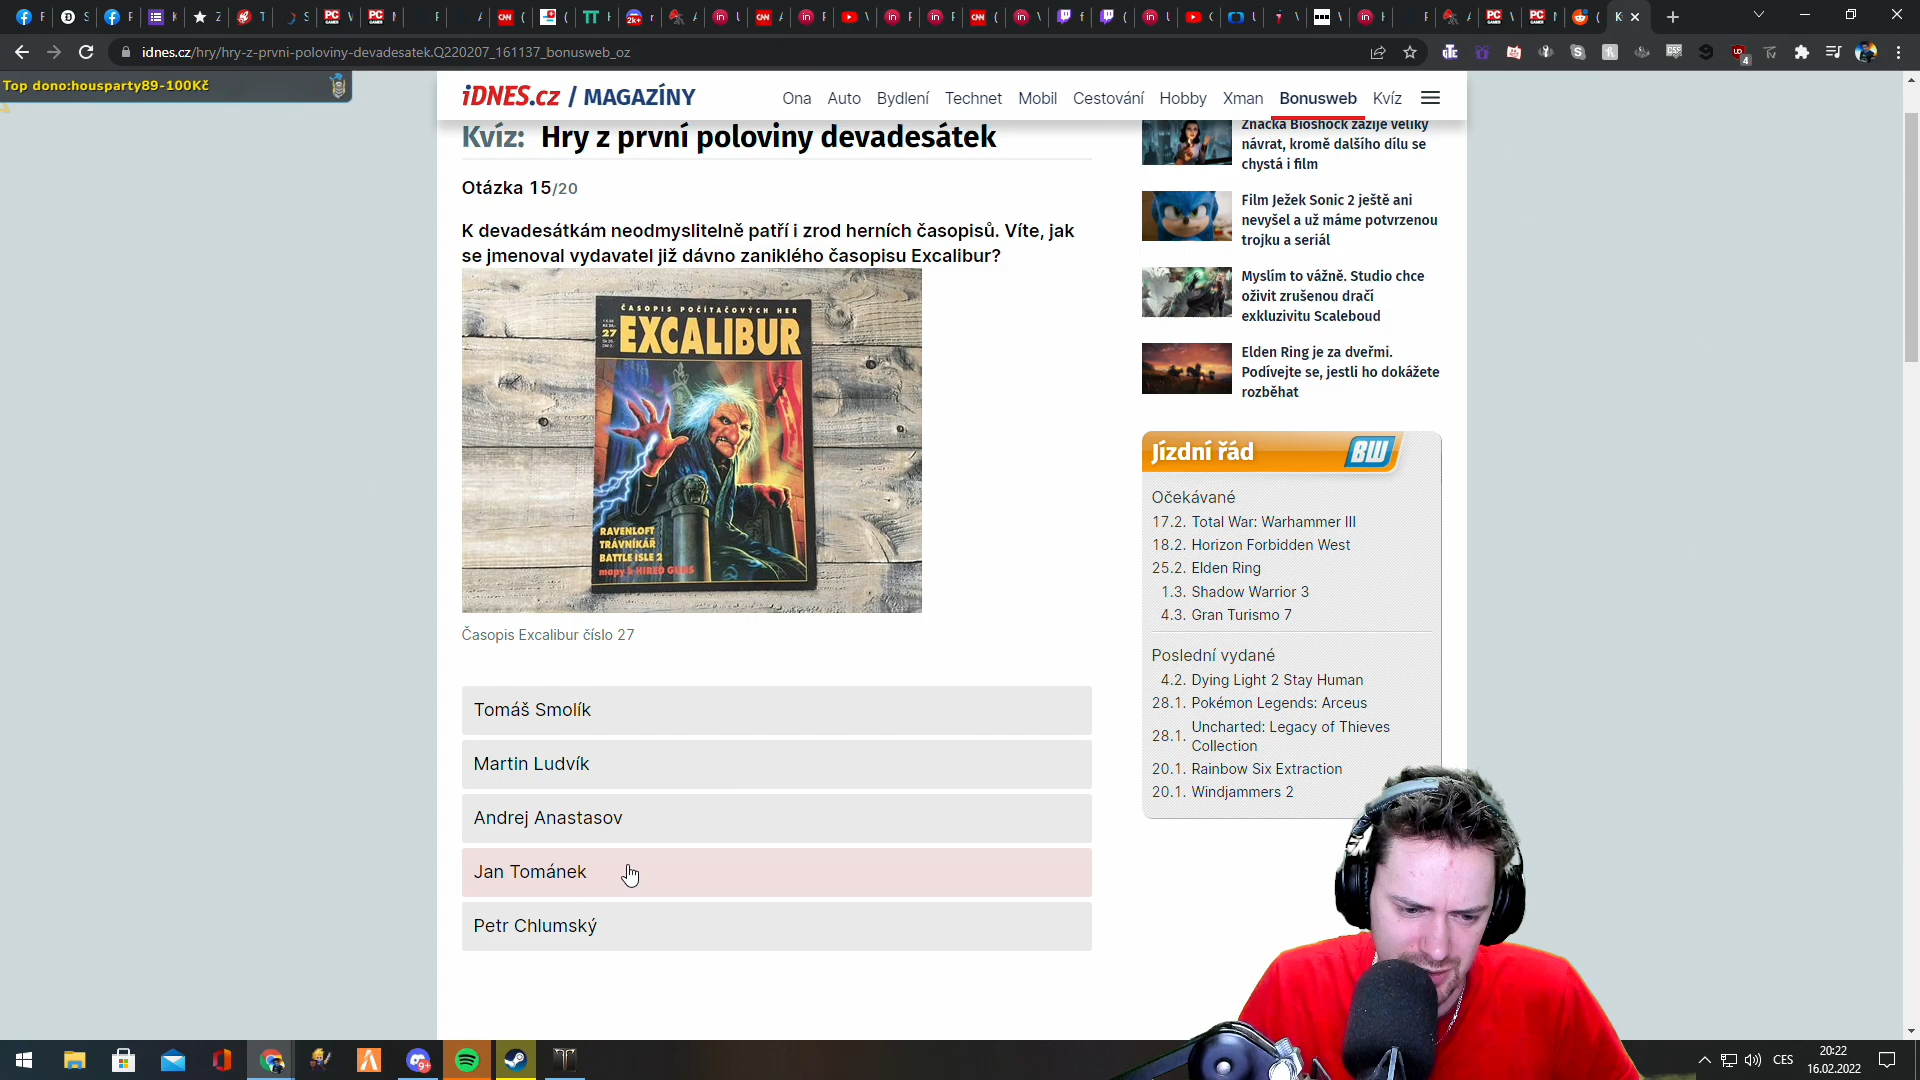 idnes.cz/hry/hry-z-prvni-poloviny-devadesatek.Q220207_161137_bonusweb_oz
Top dono:housparty89-100Kč
iDNES.cz / MAGAZÍNY
Ona Auto Bydlení Technet Mobil Cestování Hobby Xman Bonusweb Kvíz
Kvíz: Hry z první poloviny devadesátek
Otázka 15/20
K devadesátkám neodmyslitelně patří i zrod herních časopisů. Víte, jak
se jmenoval vydavatel již dávno zaniklého časopisu Excalibur?
ČASOPIS POČÍTAČOVÝCH HER
27
EXCALIBUR
RAVENLOFT
TRÁVNÍKÁŘ
BATTLE ISLE 2
mapy k HIRED GUNS
Časopis Excalibur číslo 27
Tomáš Smolík
Martin Ludvík
Andrej Anastasov
Jan Tománek
Petr Chlumský
Značka Bioshock zažije veliký
návrat, kromě dalšího dílu se
chystá i film
Film Ježek Sonic 2 ještě ani
nevyšel a už máme potvrzenou
trojku a seriál
Myslím to vážně. Studio chce
oživit zrušenou dračí
exkluzivitu Scaleboud
Elden Ring je za dveřmi.
Podívejte se, jestli ho dokážete
rozběhat
Jízdní řád BW
Očekávané
17.2. Total War: Warhammer III
18.2. Horizon Forbidden West
25.2. Elden Ring
1.3. Shadow Warrior 3
4.3. Gran Turismo 7
Poslední vydané
4.2. Dying Light 2 Stay Human
28.1. Pokémon Legends: Arceus
28.1. Uncharted: Legacy of Thieves
Collection
20.1. Rainbow Six Extraction
20.1. Windjammers 2
CES
20:22
16.02.2022